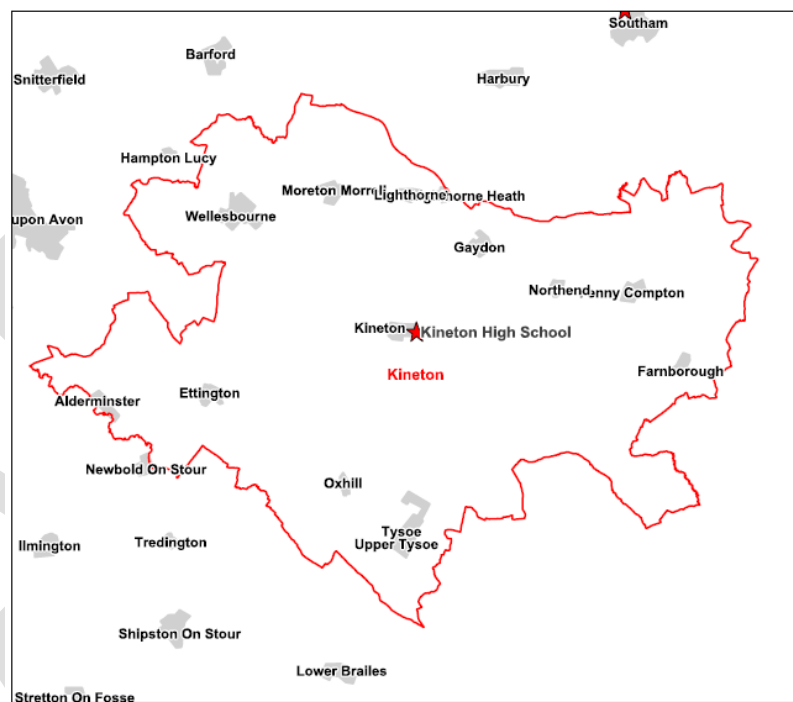 Southam
Barford
Snitterfield
Harbury
Hampton Lucy
Moreton Morrell
Lighthorne
horne Heath
Wellesbourne
upon Avon
Gaydon
Northend
enny Compton
Kineton
Kineton High School
Kineton
Farnborough
Ettington
Alderminster
Newbold On Stour
Oxhill
Tysoe
Upper Tysoe
Ilmington
Tredington
Shipston On Stour
Lower Brailes
Stretton On Fosse